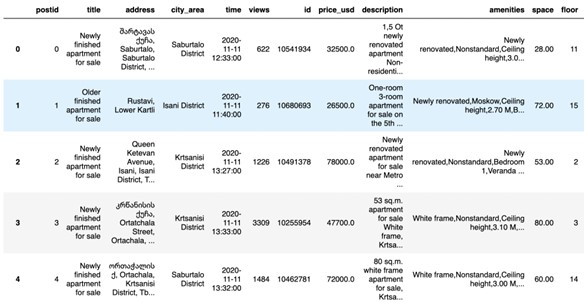 postid title address city_area time views id price_usd description amenities space floor
0 0 Newly finished apartment for sale შარტავას ქუჩა, Saburtalo, Saburtalo District, ... Saburtalo District 2020-11-11 12:33:00 622 10541934 32500.0 1,5 Ot newly renovated apartment Non-residenti... Newly renovated,Nonstandard,Ceiling height,3.0... 28.00 11
1 1 Older finished apartment for sale Rustavi, Lower Kartli Isani District 2020-11-11 11:40:00 276 10680693 26500.0 One-room 3-room apartment for sale on the 5th ... Newly renovated,Moskow,Ceiling height,2.70 M,B... 72.00 15
2 2 Newly finished apartment for sale Queen Ketevan Avenue, Isani, Isani District, T... Krtsanisi District 2020-11-11 13:27:00 1226 10491378 78000.0 Newly renovated apartment for sale near Metro ... Newly renovated,Nonstandard,Bedroom 1,Veranda ... 53.00 2
3 3 Newly finished apartment for sale კრწანისის ქუჩა, Ortatchala Street, Ortachala, ... Krtsanisi District 2020-11-11 13:33:00 3309 10255954 47700.0 53 sq.m. apartment for sale White frame, Krtsa... White frame,Nonstandard,Ceiling height,3.10 M,... 80.00 3
4 4 Newly finished apartment for sale ორთაჭალის ქ, Ortachala, Krtsanisi District, Tb... Saburtalo District 2020-11-11 13:32:00 1484 10462781 72000.0 80 sq.m. white frame apartment for sale, Krtsa... White frame,Nonstandard,Ceiling height,3.00 M,... 60.00 14